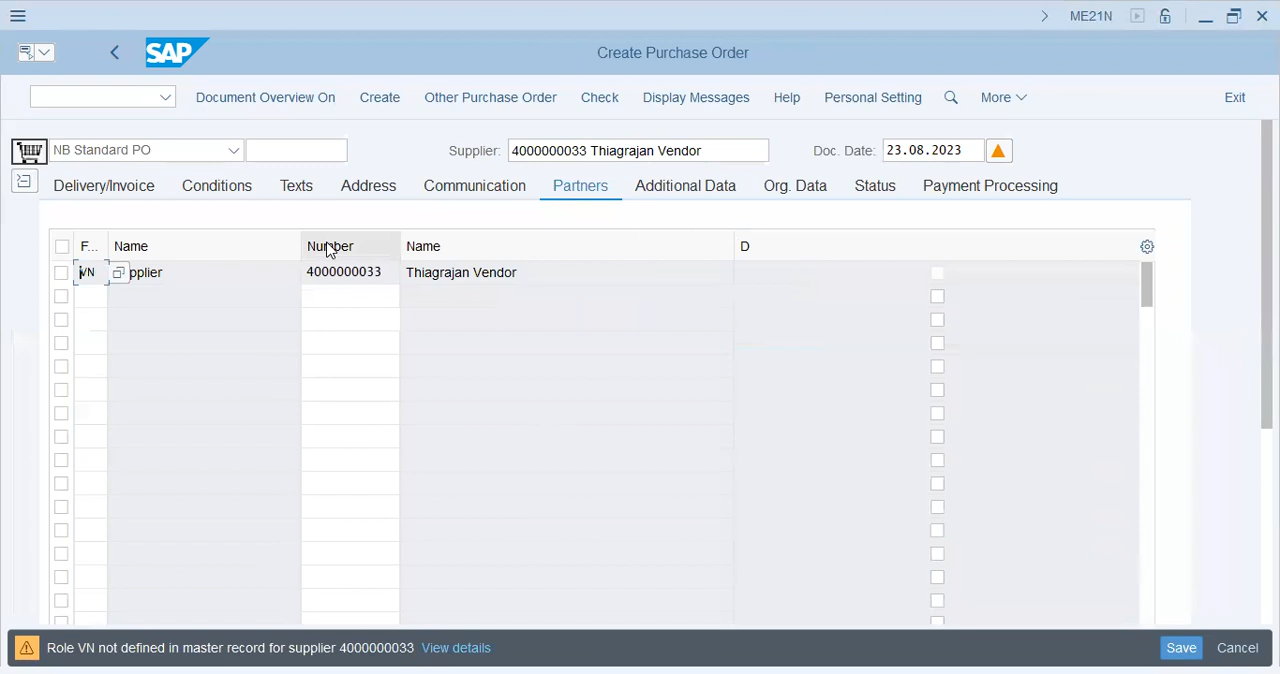 ME21N
SAP Create Purchase Order
Document Overview On Create Other Purchase Order Check Display Messages Help Personal Setting More Exit
NB Standard PO Supplier: 4000000033 Thiagrajan Vendor Doc. Date: 23.08.2023
Delivery/Invoice Conditions Texts Address Communication Partners Additional Data Org. Data Status Payment Processing
F... Name Number Name D
VN pplier 4000000033 Thiagrajan Vendor
Role VN not defined in master record for supplier 4000000033 View details Save Cancel